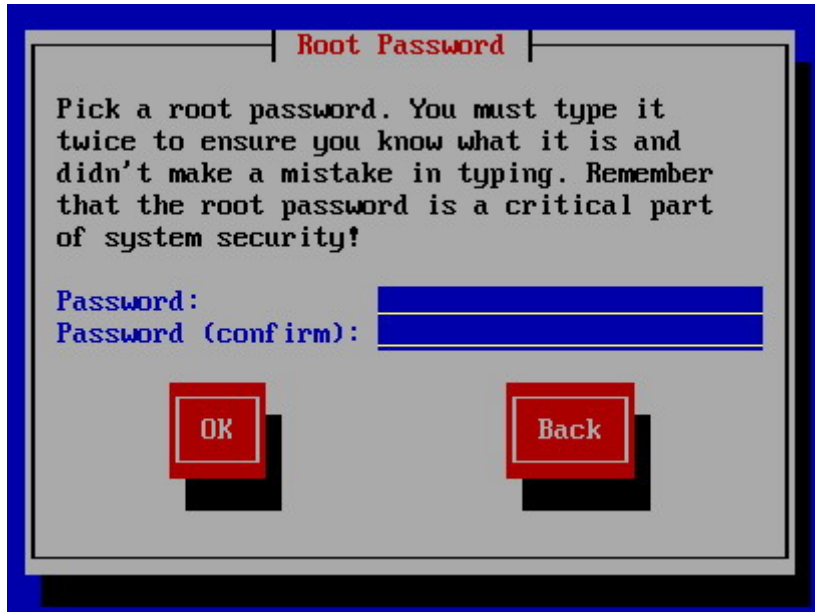 Root Password
Pick a root password. You must type it
twice to ensure you know what it is and
didn't make a mistake in typing. Remember
that the root password is a critical part
of system security!
Password:
Password (confirm):
OK Back